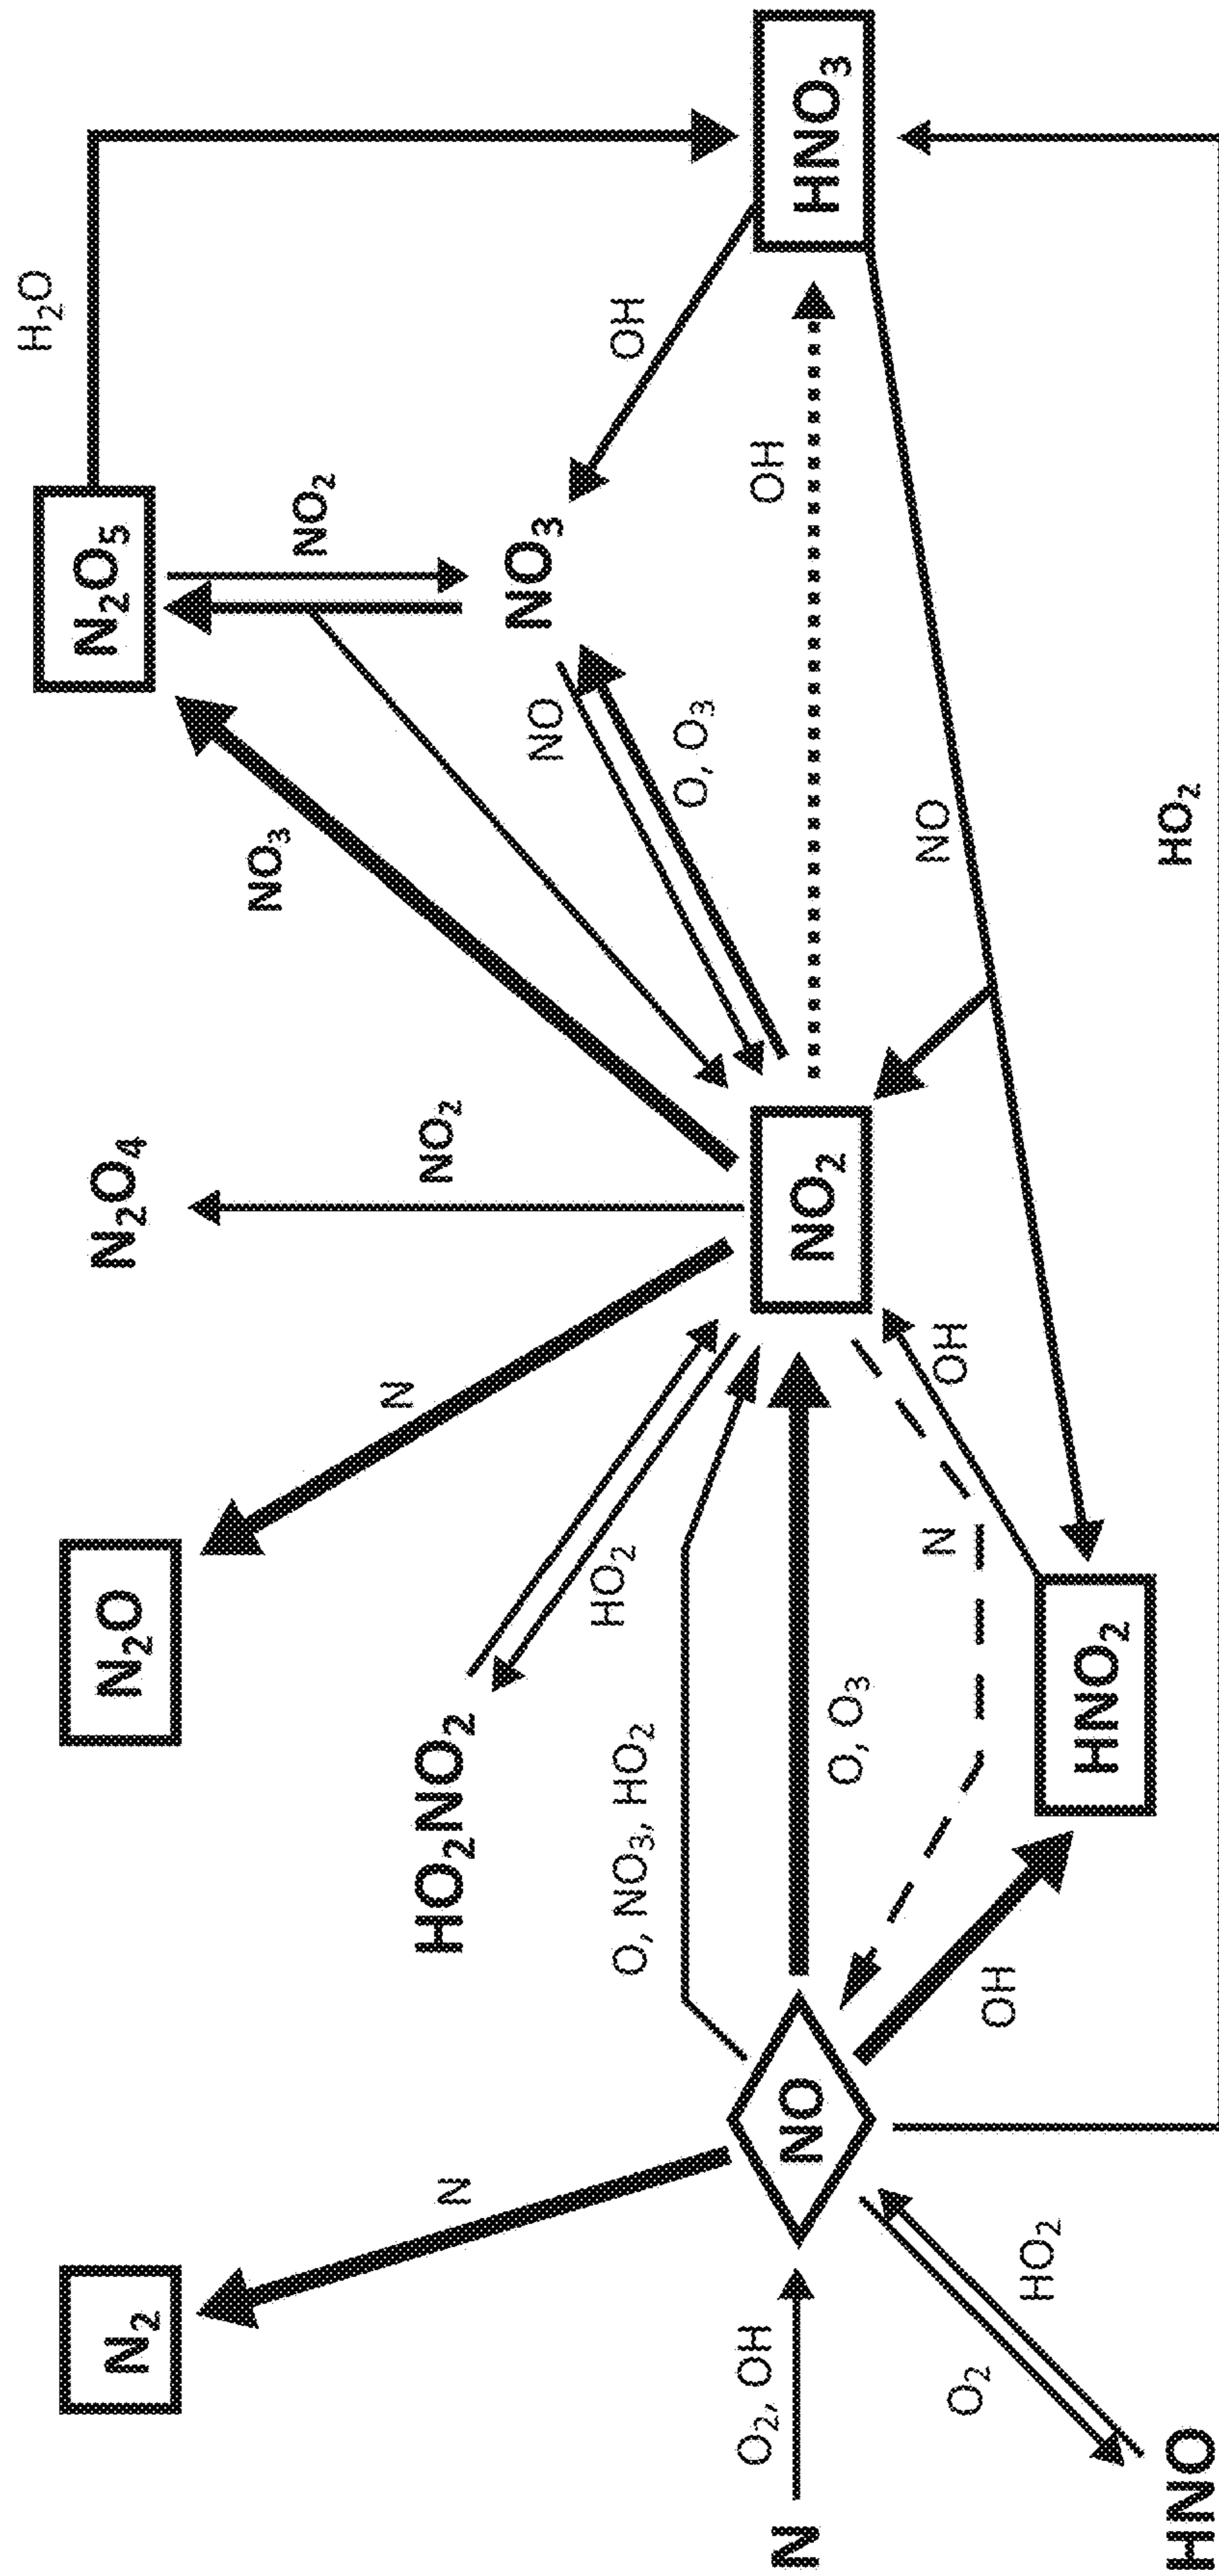 H₂O
N₂
N₂O
N₂O₄
N₂O₅
NO₃
NO₂
N
N
NO₂
HO₂NO₂
NO
NO₃
HO₂
OH
O, NO₃, HO₂
O, O₃
O₂, OH
OH
N
NO
NO₂
HNO₃
O, O₃
N
OH
NO
O₂
OH
HO₂
HNO₂
HO₂
HNO